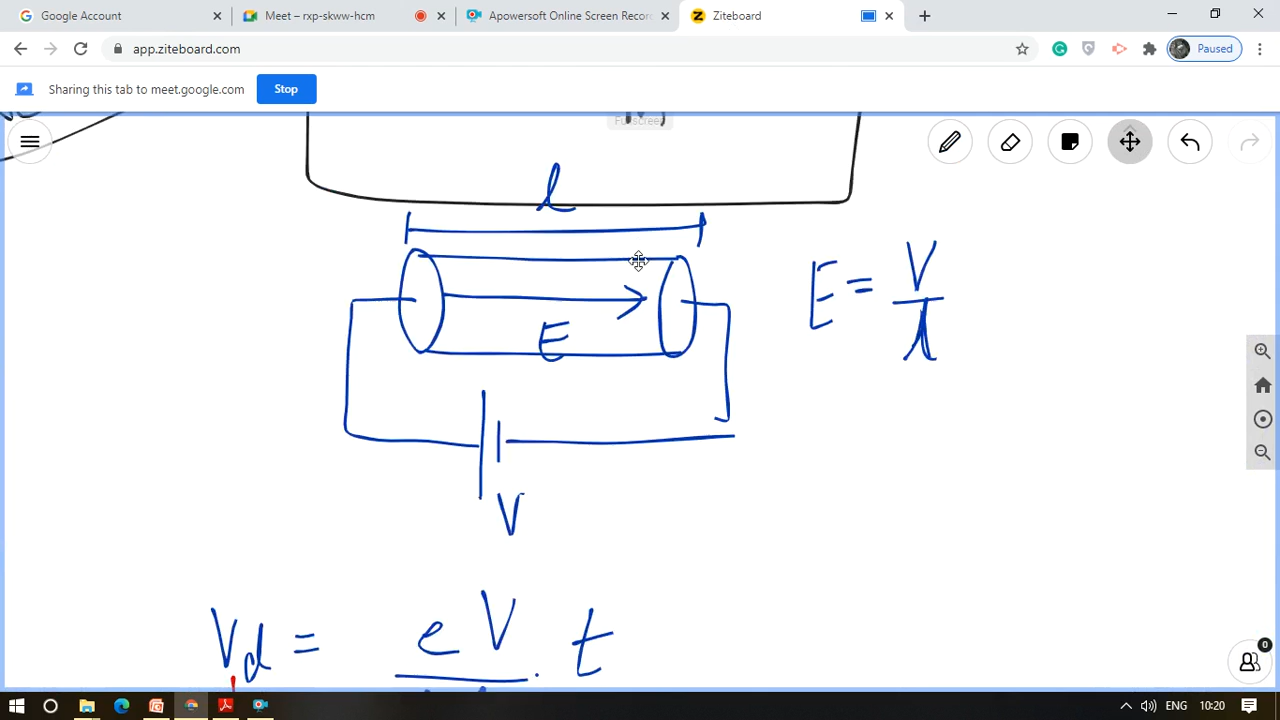 Google Account
Meet – rxp-skww-hcm
Apowersoft Online Screen Recor
Ziteboard
app.ziteboard.com
Paused
Sharing this tab to meet.google.com
Stop
l
E
E = V
l
V
Vd = e V . t
0
ENG
10:20